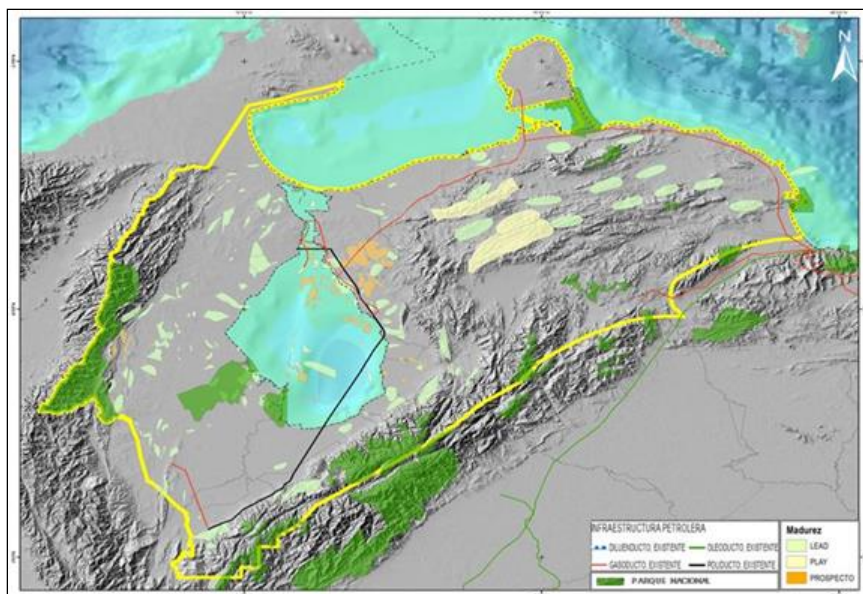 N
INFRAESTRUCTURA PETROLERA
DILUENDUCTO, EXISTENTE
OLEODUCTO, EXISTENTE
GASODUCTO, EXISTENTE
POLIDUCTO, EXISTENTE
PARQUE NACIONAL
Madurez
LEAD
PLAY
PROSPECTO